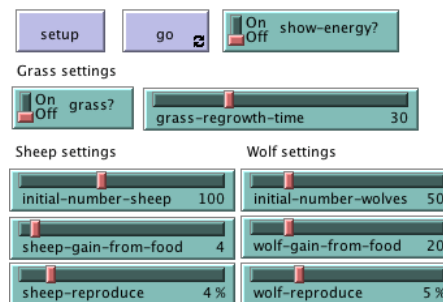 setup go On Off show-energy?
Grass settings
On Off grass? grass-regrowth-time 30
Sheep settings Wolf settings
initial-number-sheep 100 initial-number-wolves 50
sheep-gain-from-food 4 wolf-gain-from-food 20
sheep-reproduce 4 % wolf-reproduce 5 %